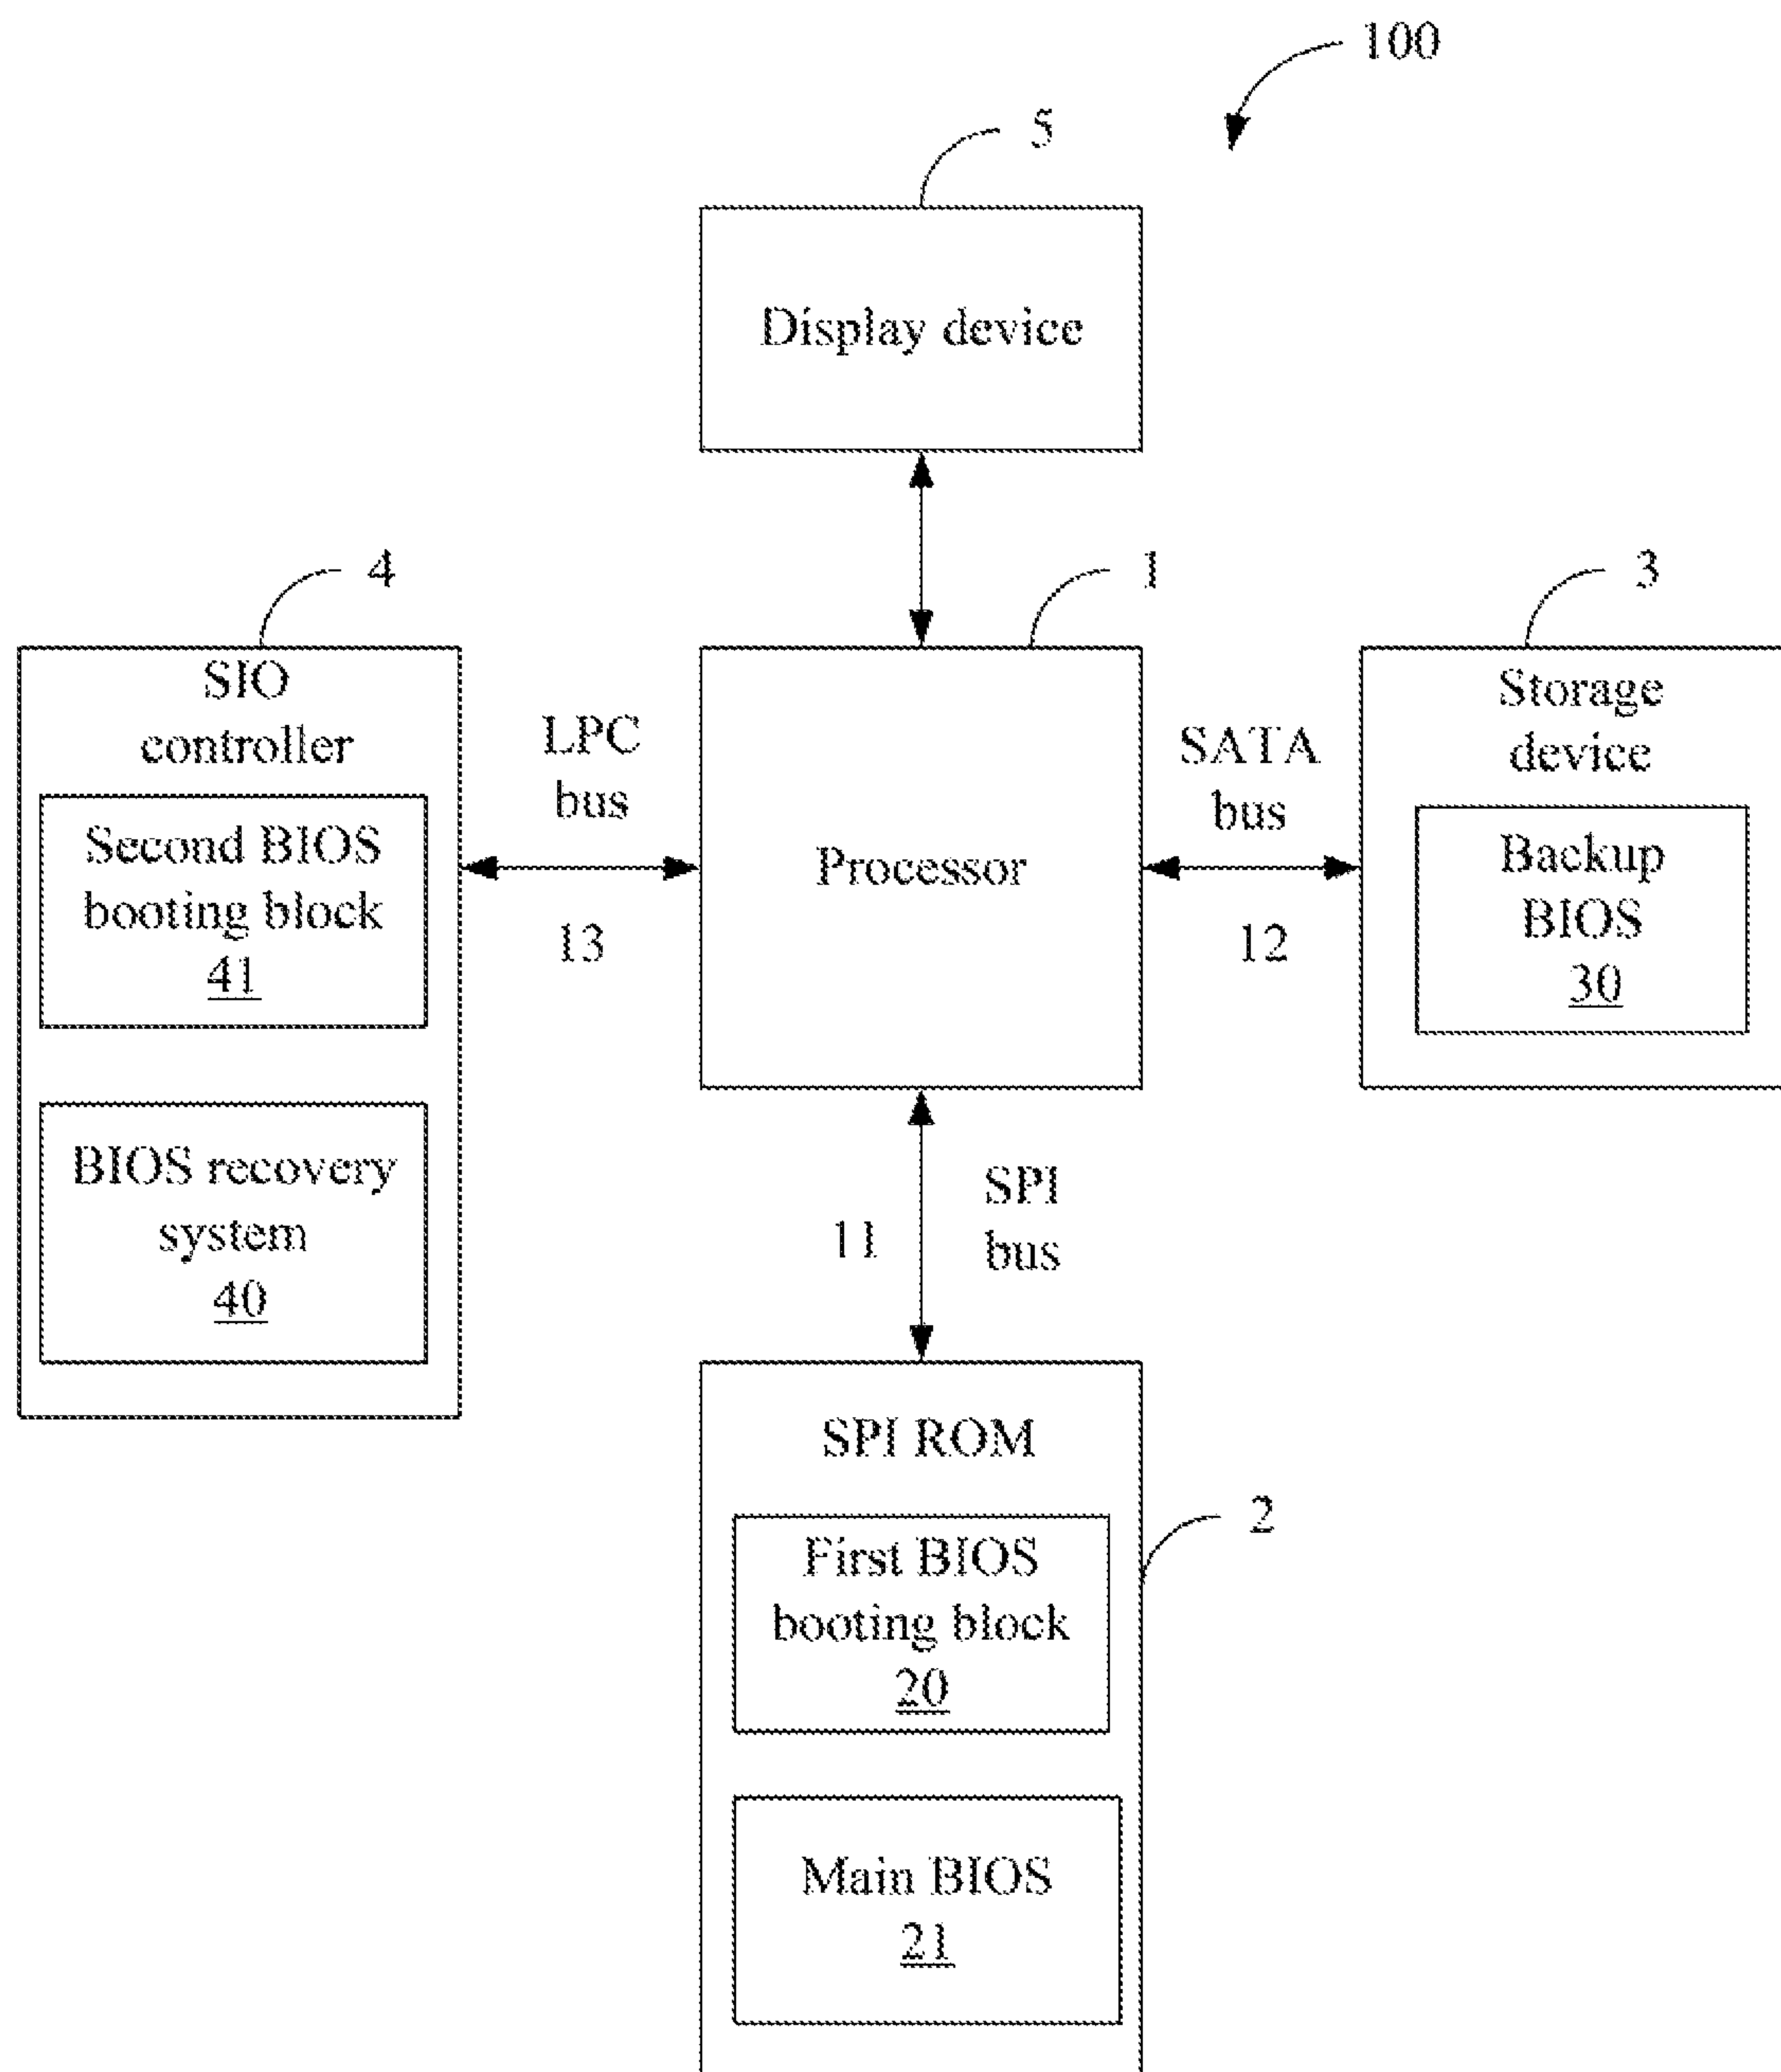 100
5
Display device
4
1
3
SIO
controller
Second BIOS
booting block
41
BIOS recovery
system
40
LPC
bus
13
Processor
SATA
bus
12
Storage
device
Backup
BIOS
30
11
SPI
bus
SPI ROM
2
First BIOS
booting block
20
Main BIOS
21